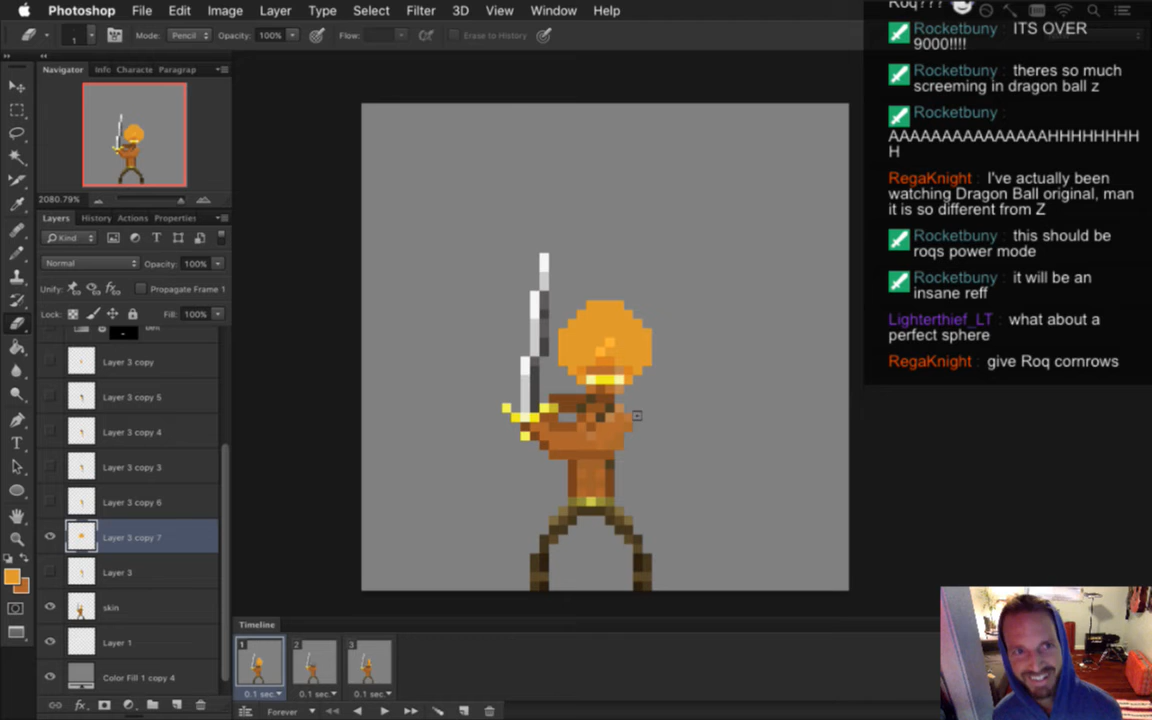 Photoshop File Edit Image Layer Type Select Filter 3D View Window Help
1 Mode: Pencil Opacity: 100% Flow: Erase to History
Navigator Info Characte Paragrap
2080.79%
Layers History Actions Properties
Kind
Normal Opacity: 100%
Unify: Propagate Frame 1
Lock: Fill: 100%
Layer 3 copy
Layer 3 copy 5
Layer 3 copy 4
Layer 3 copy 3
Layer 3 copy 6
Layer 3 copy 7
Layer 3
skin
Layer 1
Color Fill 1 copy 4
fx
Timeline
1 2 3
0.1 sec. 0.1 sec. 0.1 sec.
Forever
Roq???
Rocketbuny : ITS OVER
9000!!!!
Rocketbuny : theres so much
screeming in dragon ball z
Rocketbuny :
AAAAAAAAAAAAAAAHHHHHHHH
H
RegaKnight : I've actually been
watching Dragon Ball original, man
it is so different from Z
Rocketbuny : this should be
roqs power mode
Rocketbuny : it will be an
insane reff
Lighterthief_LT : what about a
perfect sphere
RegaKnight : give Roq cornrows